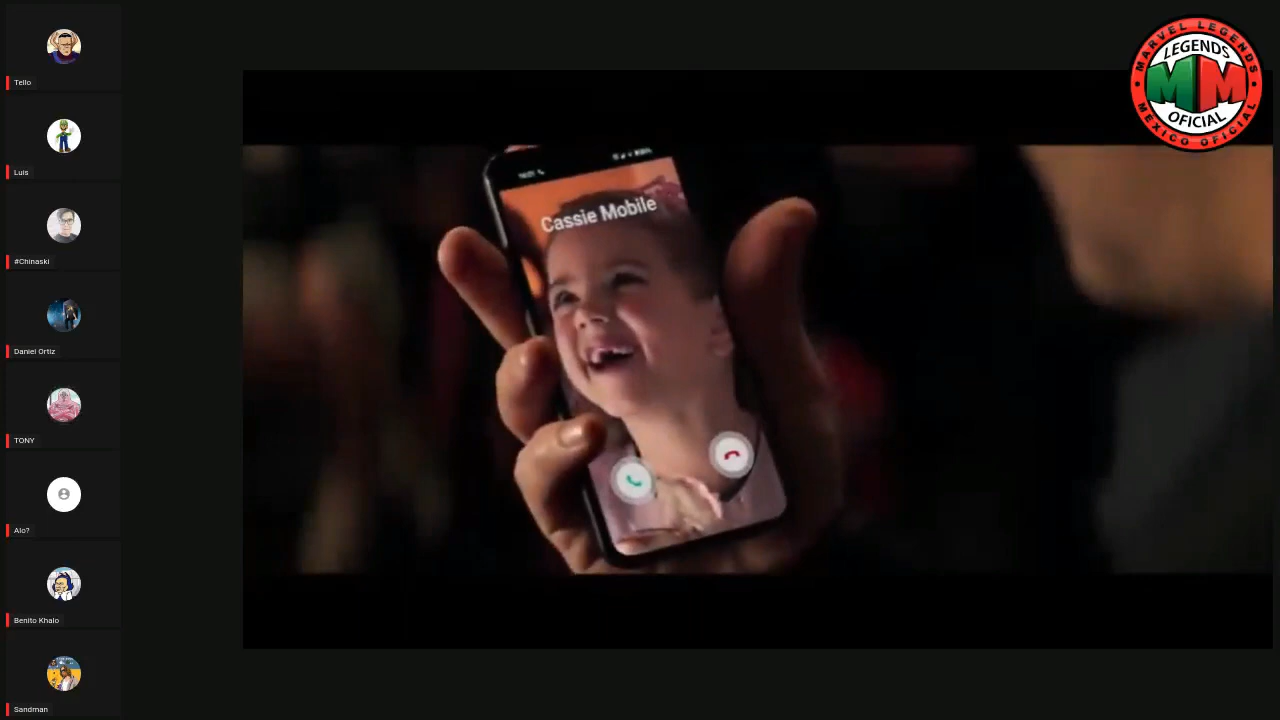 Tello
Luis
#Chinaski
Daniel Ortiz
TONY
Alo?
Benito Khalo
Sandman
Cassie Mobile
MARVEL LEGENDS
LEGENDS
MM
OFICIAL
MEXICO OFICIAL